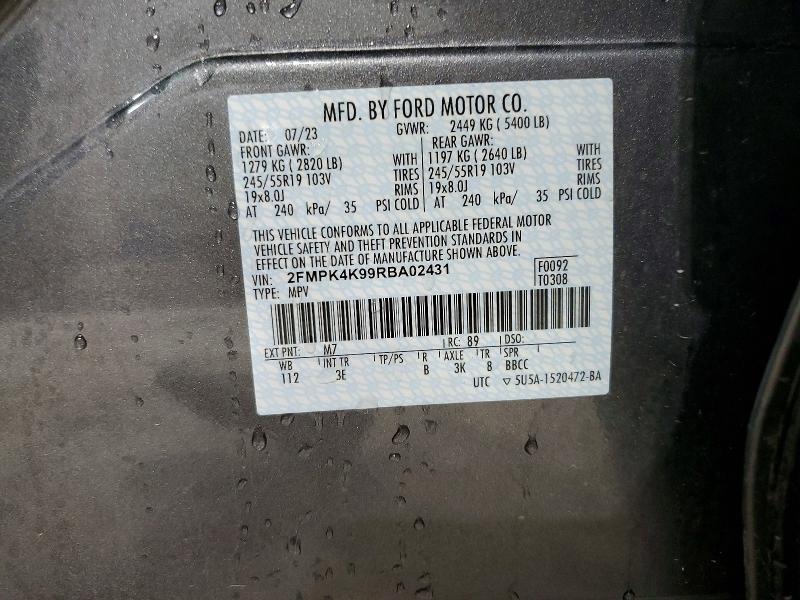 MFD. BY FORD MOTOR CO.
DATE: 07/23 GVWR: 2449 KG ( 5400 LB)
FRONT GAWR: REAR GAWR:
1279 KG ( 2820 LB) WITH 1197 KG ( 2640 LB) WITH
245/55R19 103V TIRES 245/55R19 103V TIRES
19x8.0J RIMS 19x8.0J RIMS
AT 240 kPa/ 35 PSI COLD AT 240 kPa/ 35 PSI COLD
THIS VEHICLE CONFORMS TO ALL APPLICABLE FEDERAL MOTOR
VEHICLE SAFETY AND THEFT PREVENTION STANDARDS IN
EFFECT ON THE DATE OF MANUFACTURE SHOWN ABOVE.
VIN: 2FMPK4K99RBA02431 F0092
TYPE: MPV T0308
EXT PNT: M7 RC: 89 DSO:
WB INT TR TP/PS R AXLE TR SPR
112 3E B 3K 8 BBCC
UTC ▽ 5U5A-1520472-BA